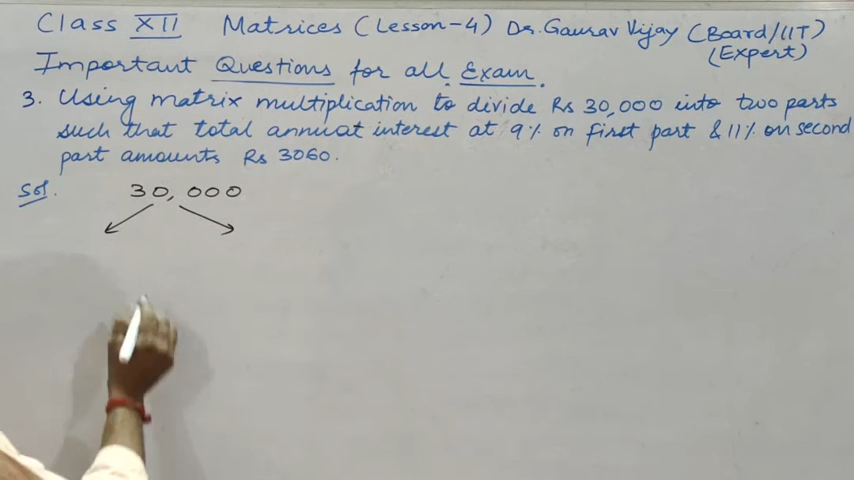 Class XII Matrices (Lesson-4) Dr. Gaurav Vijay (Board/IIT)
(Expert)
Important Questions for all Exam.
3. Using matrix multiplication to divide Rs 30,000 into two parts
such that total annual interest at 9% on first part & 11% on second
part amounts Rs 3060.
Sol. 30,000